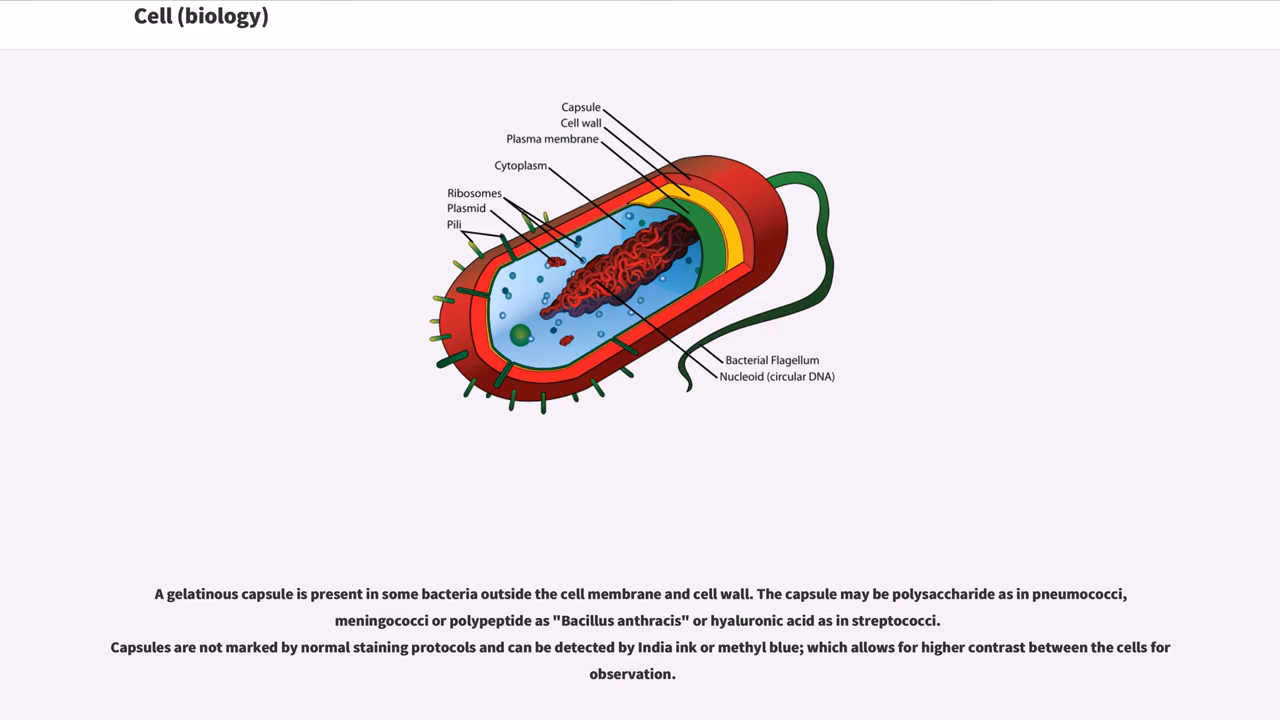 Cell (biology)
Capsule
Cell wall
Plasma membrane
Cytoplasm
Ribosomes
Plasmid
Pili
Bacterial Flagellum
Nucleoid (circular DNA)
A gelatinous capsule is present in some bacteria outside the cell membrane and cell wall. The capsule may be polysaccharide as in pneumococci,
meningococci or polypeptide as "Bacillus anthracis" or hyaluronic acid as in streptococci.
Capsules are not marked by normal staining protocols and can be detected by India ink or methyl blue; which allows for higher contrast between the cells for
observation.